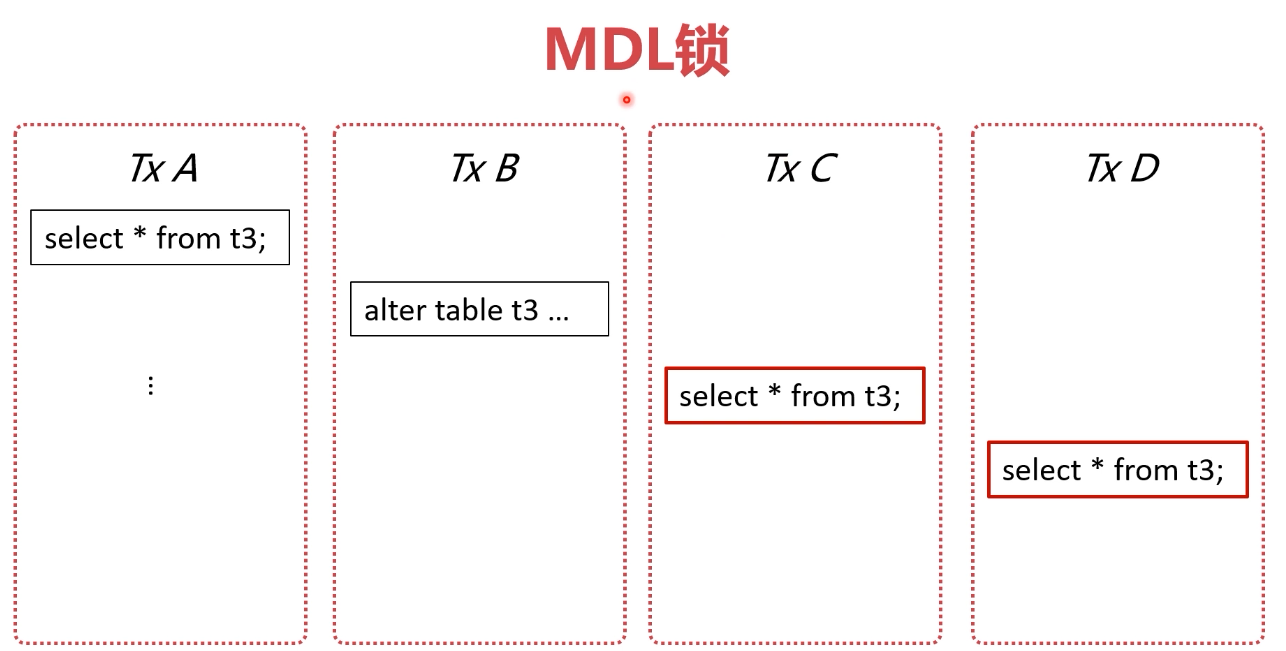 MDL锁
Tx A
Tx B
Tx C
Tx D
select * from t3;
alter table t3 ...
⋮
select * from t3;
select * from t3;